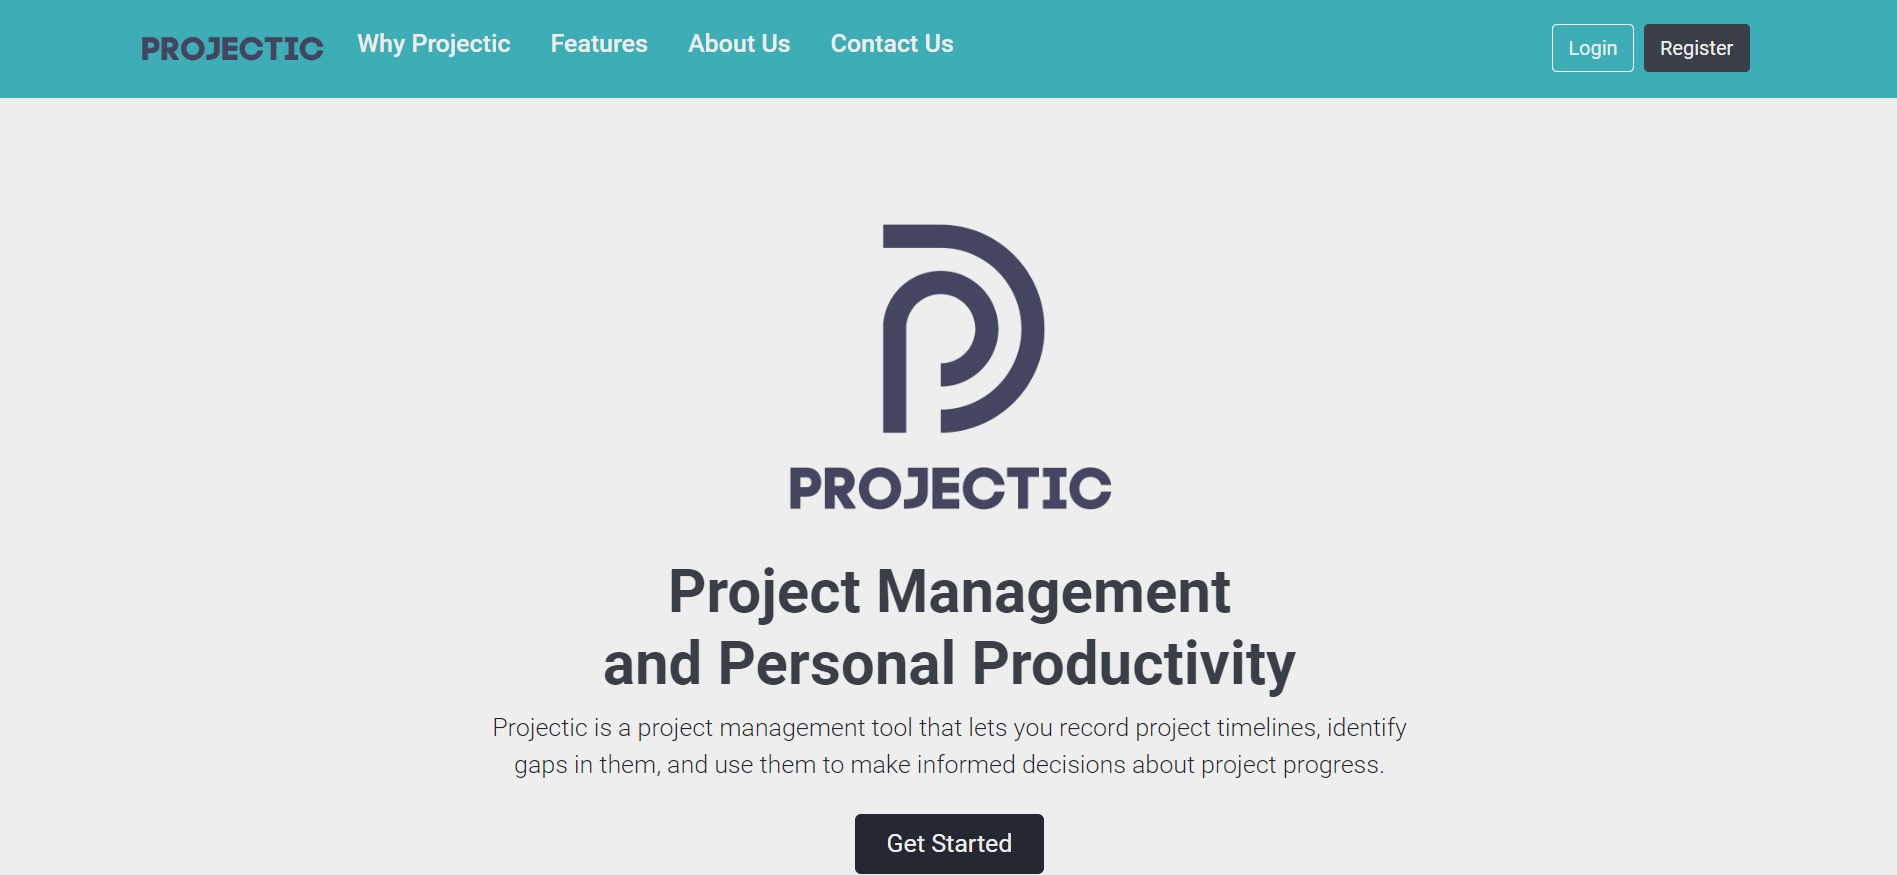 PROJECTIC
Why Projectic
Features
About Us
Contact Us
Login
Register
PROJECTIC
Project Management
and Personal Productivity
Projectic is a project management tool that lets you record project timelines, identify
gaps in them, and use them to make informed decisions about project progress.
Get Started